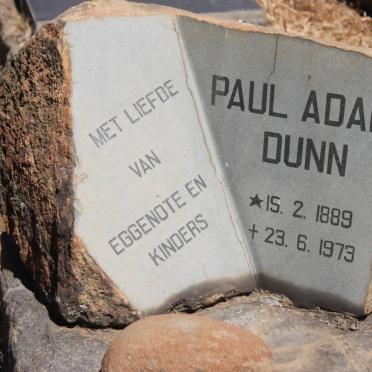 MET LIEFDE
VAN
EGGENOTE EN
KINDERS
PAUL ADA
DUNN
★15. 2. 1889
+ 23. 6. 1973